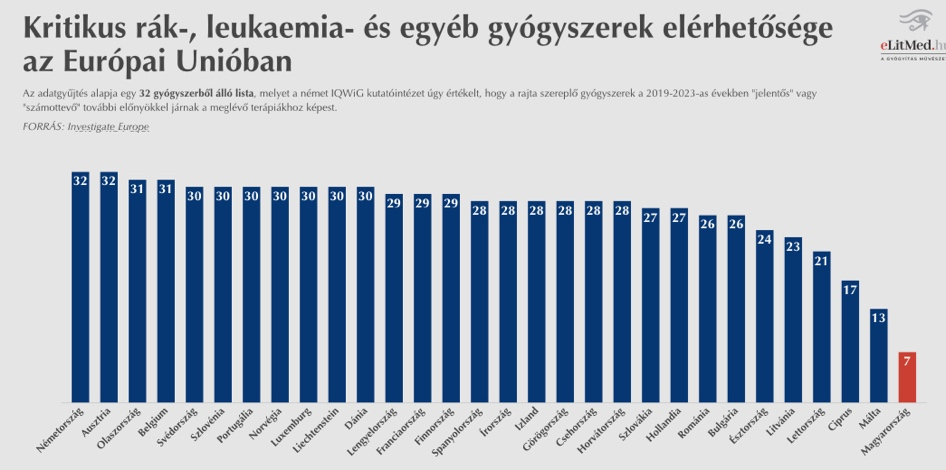 Kritikus rák-, leukaemia- és egyéb gyógyszerek elérhetősége
az Európai Unióban
eLitMed.hu
A GYÓGYÍTÁS MŰVÉSZE
Az adatgyűjtés alapja egy 32 gyógyszerből álló lista, melyet a német IQWiG kutatóintézet úgy értékelt, hogy a rajta szereplő gyógyszerek a 2019-2023-as években "jelentős" vagy
"számottevő" további előnyökkel járnak a meglévő terápiákhoz képest.
FORRÁS: Investigate_Europe
32 32 31 31 30 30 30 30 30 30 30 29 29 29 28 28 28 28 28 28 27 27 26 26 24 23 21 17 13 7
Németország
Ausztria
Olaszország
Belgium
Svédország
Szlovénia
Portugália
Norvégia
Luxemburg
Liechtenstein
Dánia
Lengyelország
Franciaország
Finnország
Spanyolország
Írország
Izland
Görögország
Csehország
Horvátország
Szlovákia
Hollandia
Románia
Bulgária
Észtország
Litvánia
Lettország
Ciprus
Málta
Magyarország